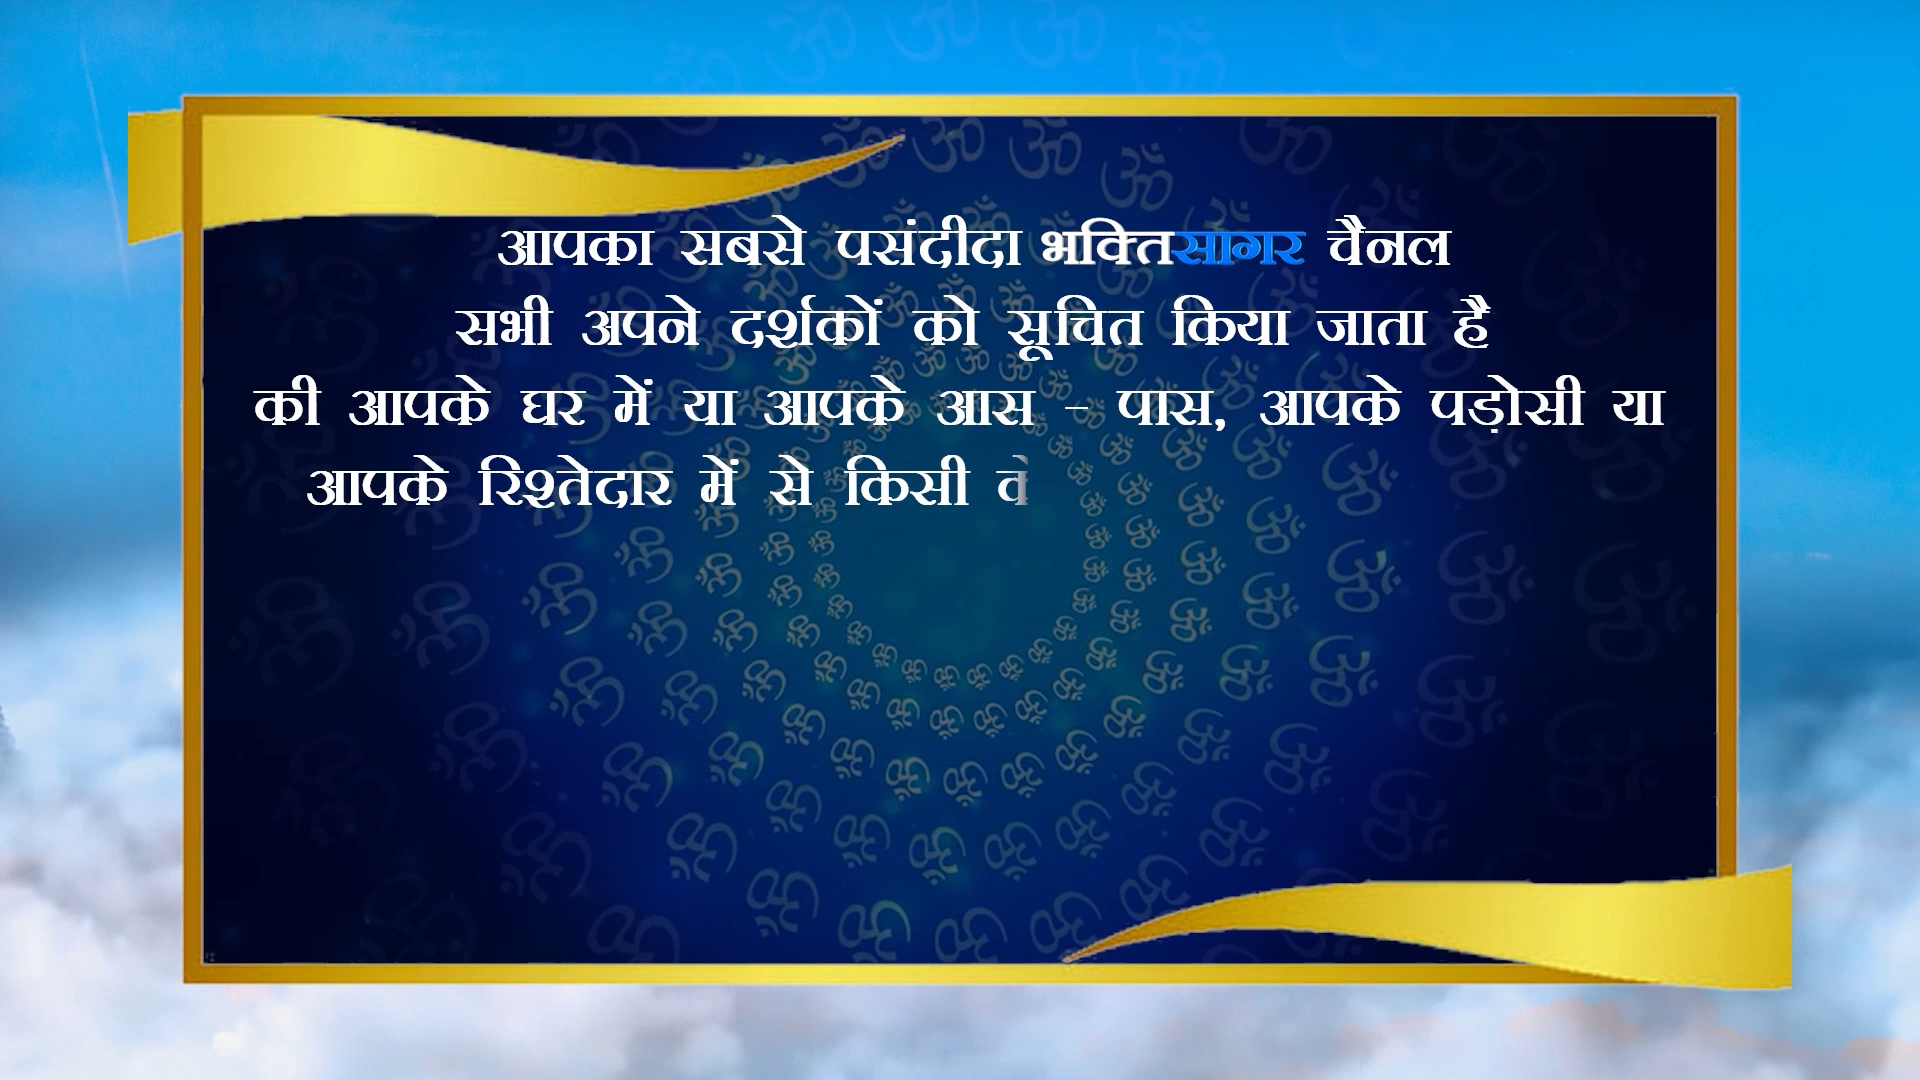 आपका सबसे पसंदीदा भक्तिसागर चैनल
सभी अपने दर्शकों को सूचित किया जाता है
की आपके घर में या आपके आस - पास, आपके पड़ोसी या
आपके रिश्तेदार में से किसी